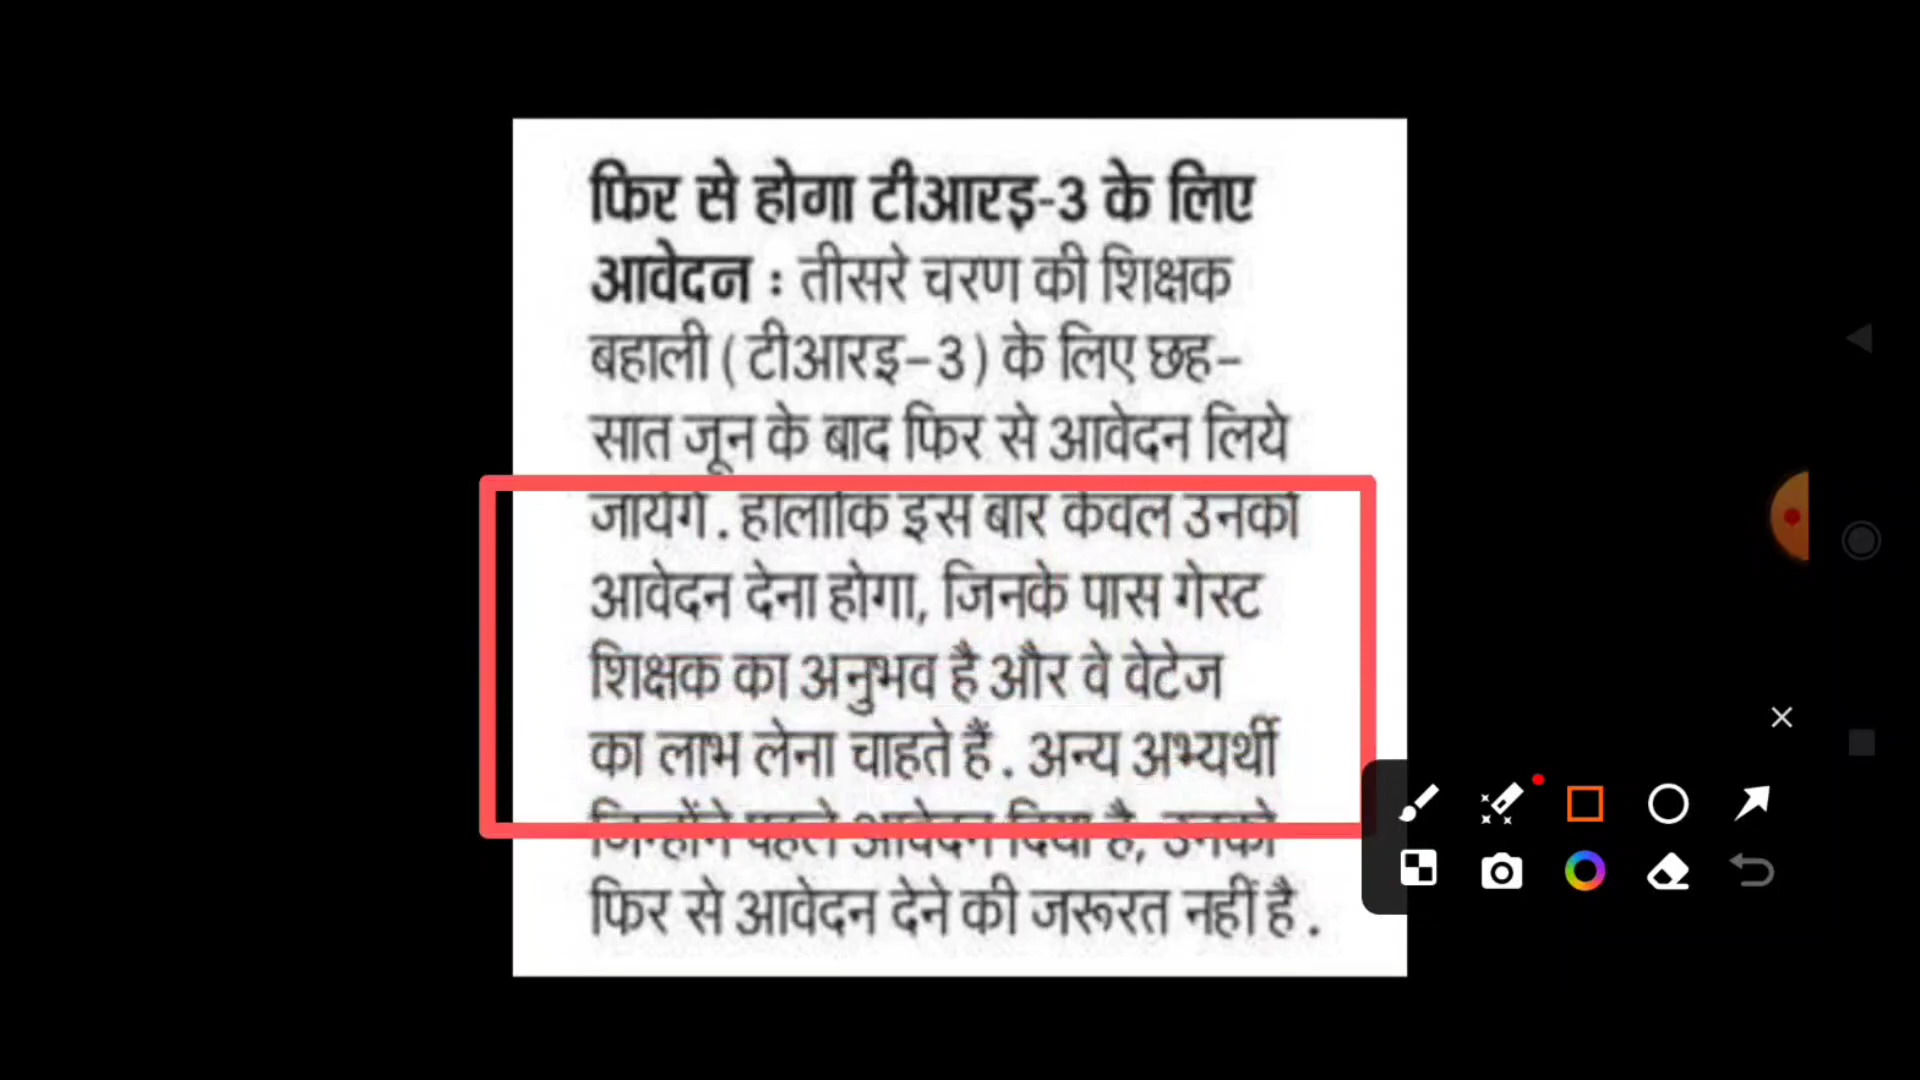 फिर से होगा टीआरइ-3 के लिए
आवेदन : तीसरे चरण की शिक्षक
बहाली (टीआरइ-3) के लिए छह-
सात जून के बाद फिर से आवेदन लिये
जायेंगे. हालांकि इस बार केवल उनको
आवेदन देना होगा, जिनके पास गेस्ट
शिक्षक का अनुभव है और वे वेटेज
का लाभ लेना चाहते हैं. अन्य अभ्यर्थी
जिन्होंने पहले आवेदन दिया है, उनको
फिर से आवेदन देने की जरूरत नहीं है.